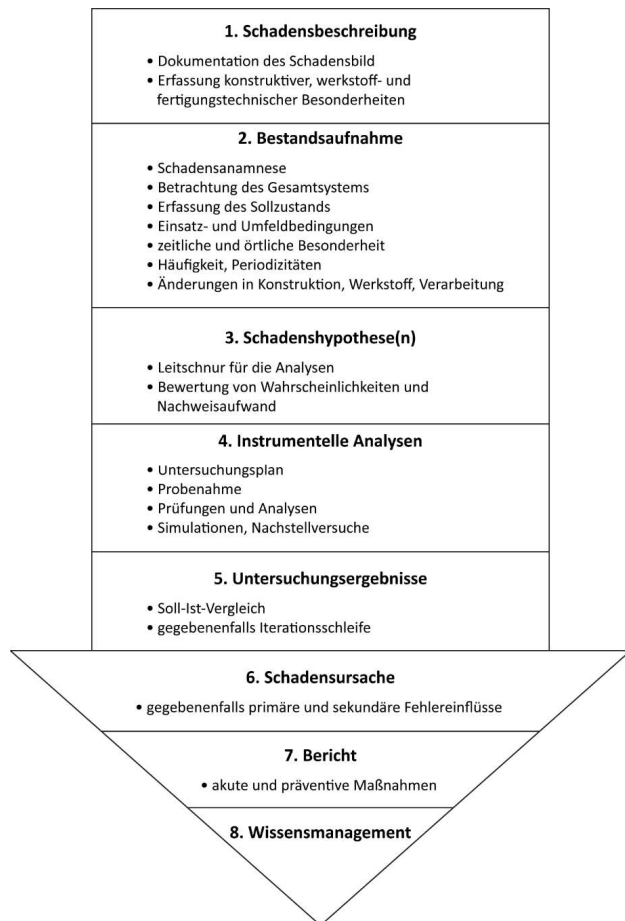 1. Schadensbeschreibung
• Dokumentation des Schadensbild
• Erfassung konstruktiver, werkstoff- und
fertigungstechnischer Besonderheiten
2. Bestandsaufnahme
• Schadensanamnese
• Betrachtung des Gesamtsystems
• Erfassung des Sollzustands
• Einsatz- und Umfeldbedingungen
• zeitliche und örtliche Besonderheit
• Häufigkeit, Periodizitäten
• Änderungen in Konstruktion, Werkstoff, Verarbeitung
3. Schadenshypothese(n)
• Leitschnur für die Analysen
• Bewertung von Wahrscheinlichkeiten und
Nachweisaufwand
4. Instrumentelle Analysen
• Untersuchungsplan
• Probenahme
• Prüfungen und Analysen
• Simulationen, Nachstellversuche
5. Untersuchungsergebnisse
• Soll-Ist-Vergleich
• gegebenenfalls Iterationsschleife
6. Schadensursache
• gegebenenfalls primäre und sekundäre Fehlereinflüsse
7. Bericht
• akute und präventive Maßnahmen
8. Wissensmanagement